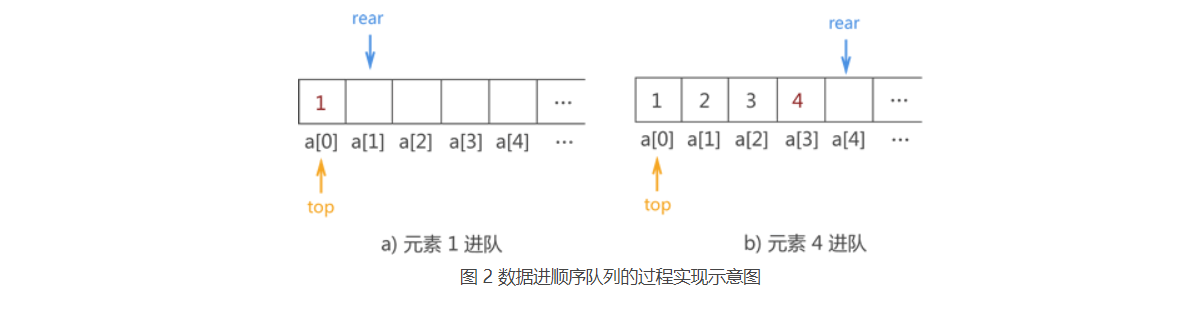 rear
1 ...
a[0] a[1] a[2] a[3] a[4] ...
top
a) 元素 1 进队
rear
1 2 3 4 ...
a[0] a[1] a[2] a[3] a[4] ...
top
b) 元素 4 进队
图 2 数据进顺序队列的过程实现示意图